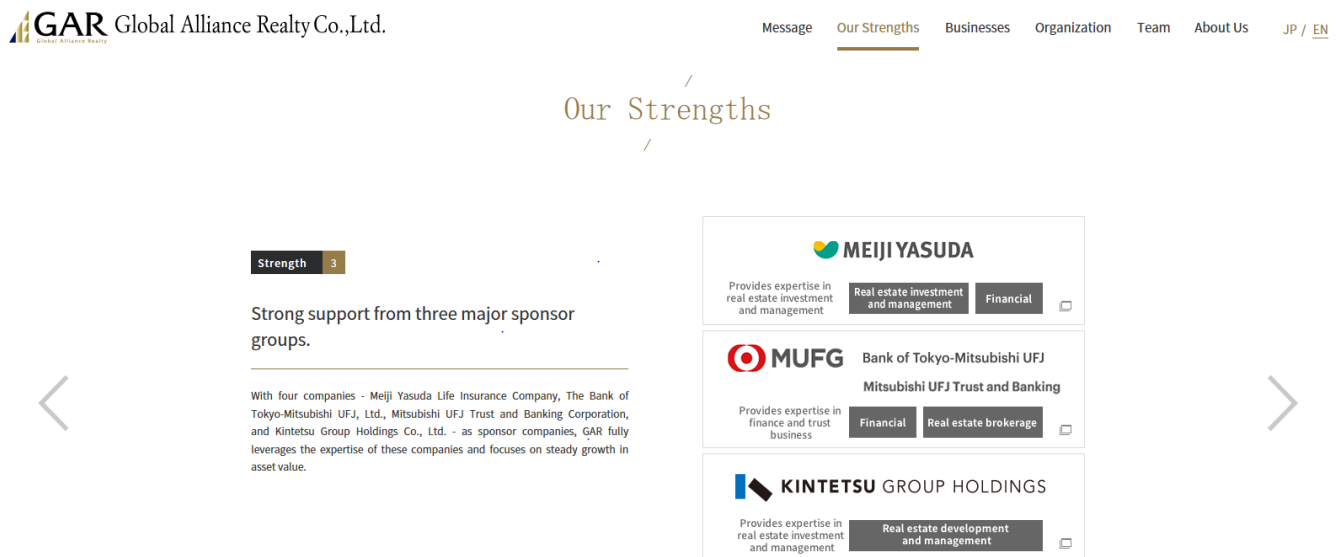 GAR Global Alliance Realty Co.,Ltd.
Global Alliance Realty
Message Our Strengths Businesses Organization Team About Us JP / EN
/
Our Strengths
/
Strength 3
Strong support from three major sponsor
groups.
With four companies - Meiji Yasuda Life Insurance Company, The Bank of
Tokyo-Mitsubishi UFJ, Ltd., Mitsubishi UFJ Trust and Banking Corporation,
and Kintetsu Group Holdings Co., Ltd. - as sponsor companies, GAR fully
leverages the expertise of these companies and focuses on steady growth in
asset value.
MEIJI YASUDA
Provides expertise in
real estate investment
and management
Real estate investment
and management
Financial
MUFG
Bank of Tokyo-Mitsubishi UFJ
Mitsubishi UFJ Trust and Banking
Provides expertise in
finance and trust
business
Financial
Real estate brokerage
KINTETSU GROUP HOLDINGS
Provides expertise in
real estate investment
and management
Real estate development
and management